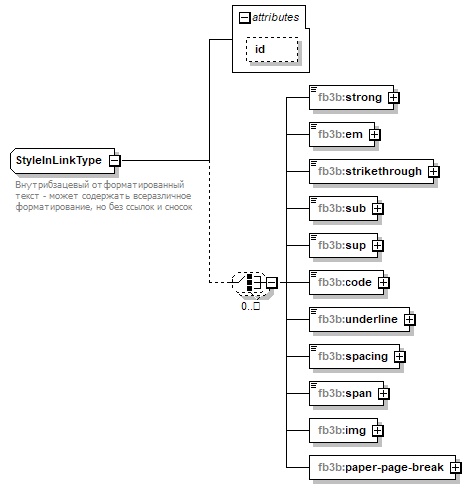 attributes
id
fb3b:strong
fb3b:em
StyleInLinkType
fb3b:strikethrough
Внутрибзацевый отформатированный
текст - может содержать всеразличное
форматирование, но без ссылок и сносок
fb3b:sub
fb3b:sup
fb3b:code
0..
fb3b:underline
fb3b:spacing
fb3b:span
fb3b:img
fb3b:paper-page-break